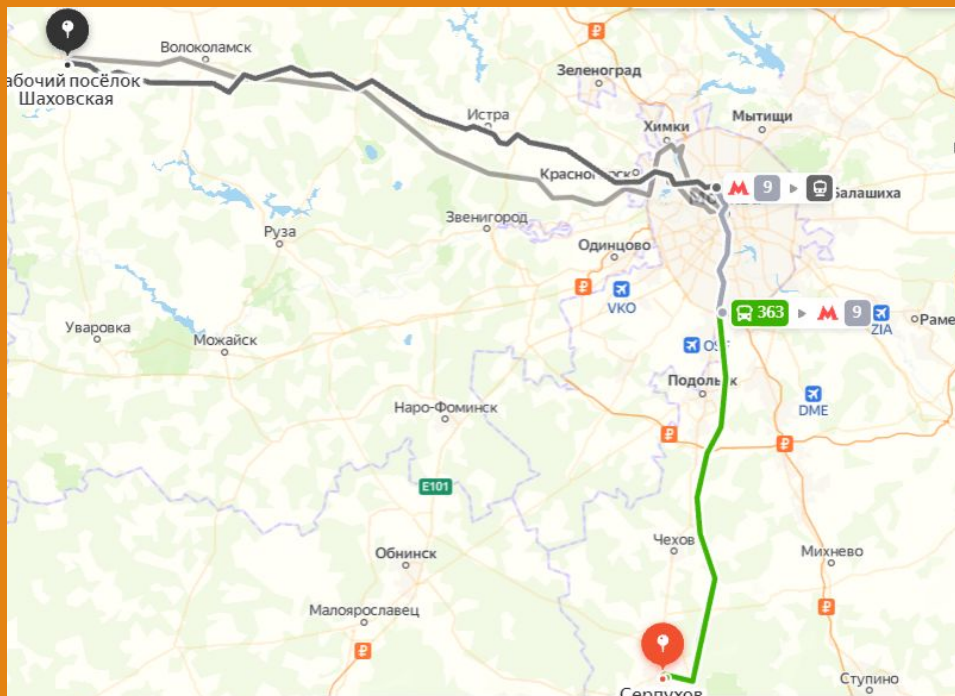 ₽
Волоколамск
Зеленоград
абочий посёлок
Шаховская
Истра
Химки
Мытищи
9
Балашиха
Звенигород
Руза
Одинцово
₽
VKO
363
9
ZIA
Раме
Уваровка
Можайск
Подольск
Наро-Фоминск
DME
₽
₽
E101
Чехов
Михнево
Обнинск
Малоярославец
₽
₽
Серпухов
Ступино